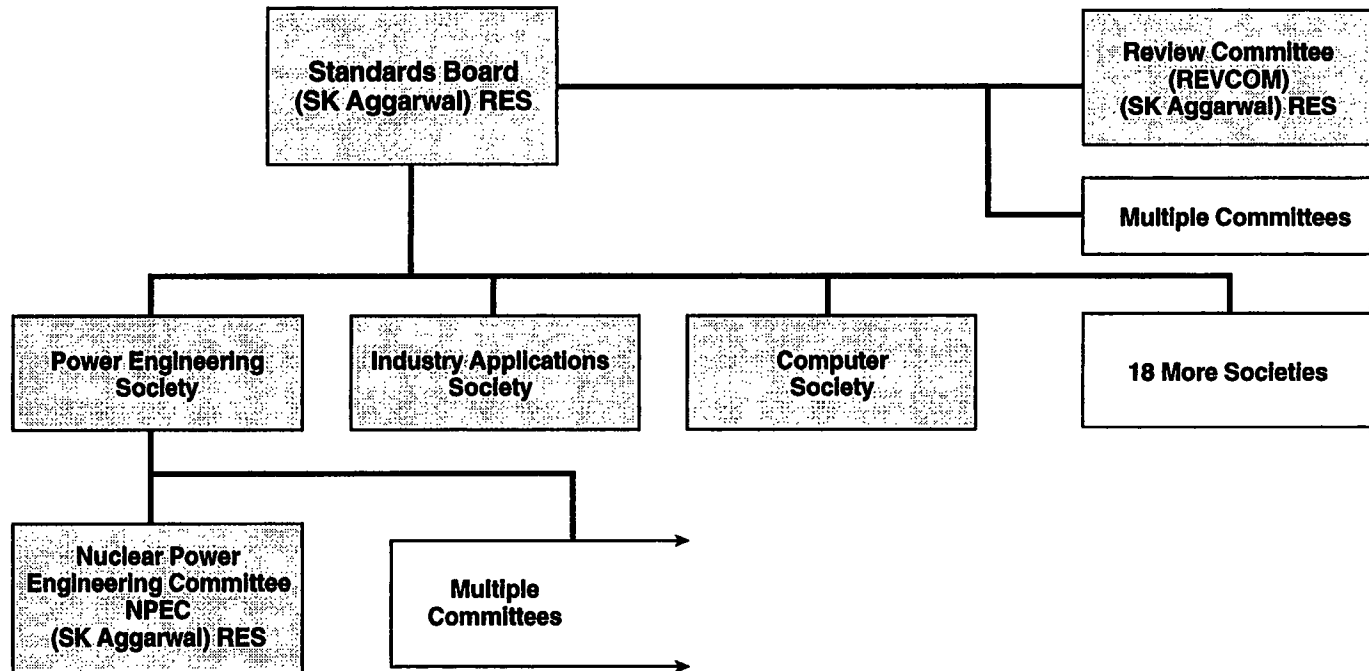 Standards Board
(SK Aggarwal) RES
Review Committee
(REVCOM)
(SK Aggarwal) RES
Multiple Committees
Power Engineering
Society
Industry Applications
Society
Computer
Society
18 More Societies
Nuclear Power
Engineering Committee
NPEC
(SK Aggarwal) RES
Multiple
Committees